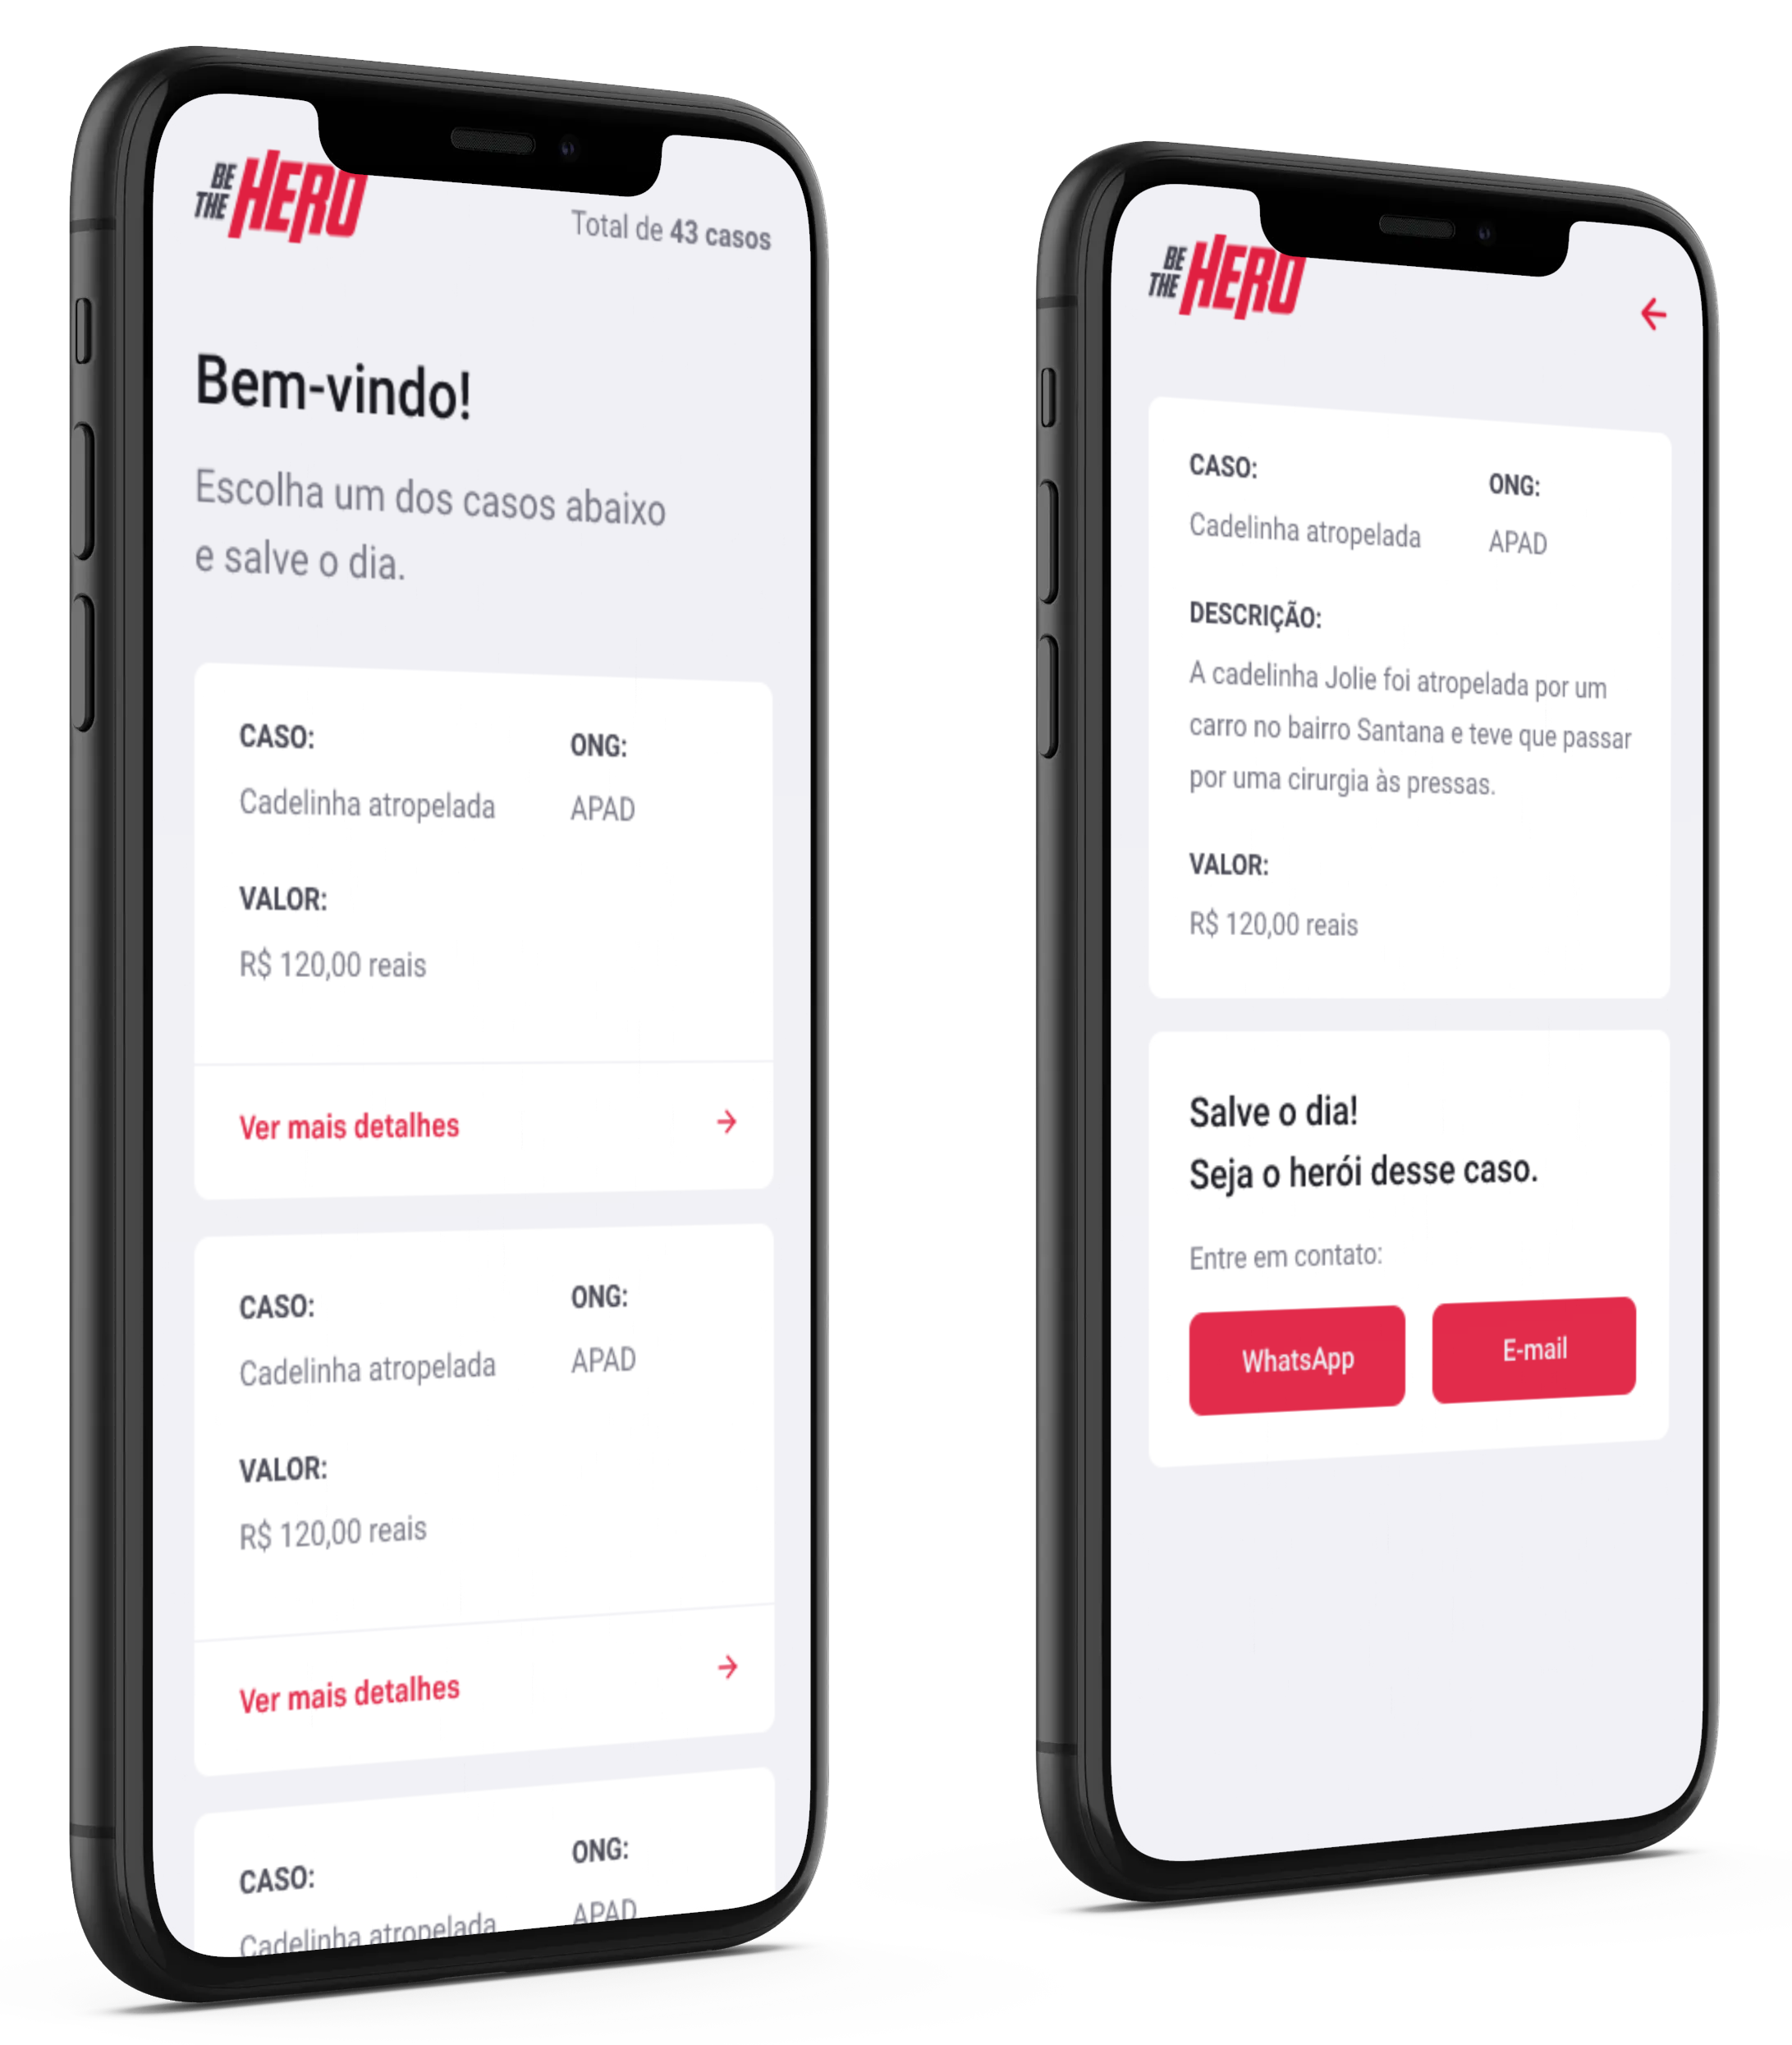 BE
THE HERO
Total de 43 casos
Bem-vindo!
Escolha um dos casos abaixo
e salve o dia.
CASO:
ONG:
Cadelinha atropelada
APAD
VALOR:
R$ 120,00 reais
Ver mais detalhes
CASO:
ONG:
Cadelinha atropelada
APAD
VALOR:
R$ 120,00 reais
Ver mais detalhes
CASO:
ONG:
Cadelinha atropelada
APAD
BE
THE HERO
CASO:
ONG:
Cadelinha atropelada
APAD
DESCRIÇÃO:
A cadelinha Jolie foi atropelada por um
carro no bairro Santana e teve que passar
por uma cirurgia às pressas.
VALOR:
R$ 120,00 reais
Salve o dia!
Seja o herói desse caso.
Entre em contato:
WhatsApp
E-mail